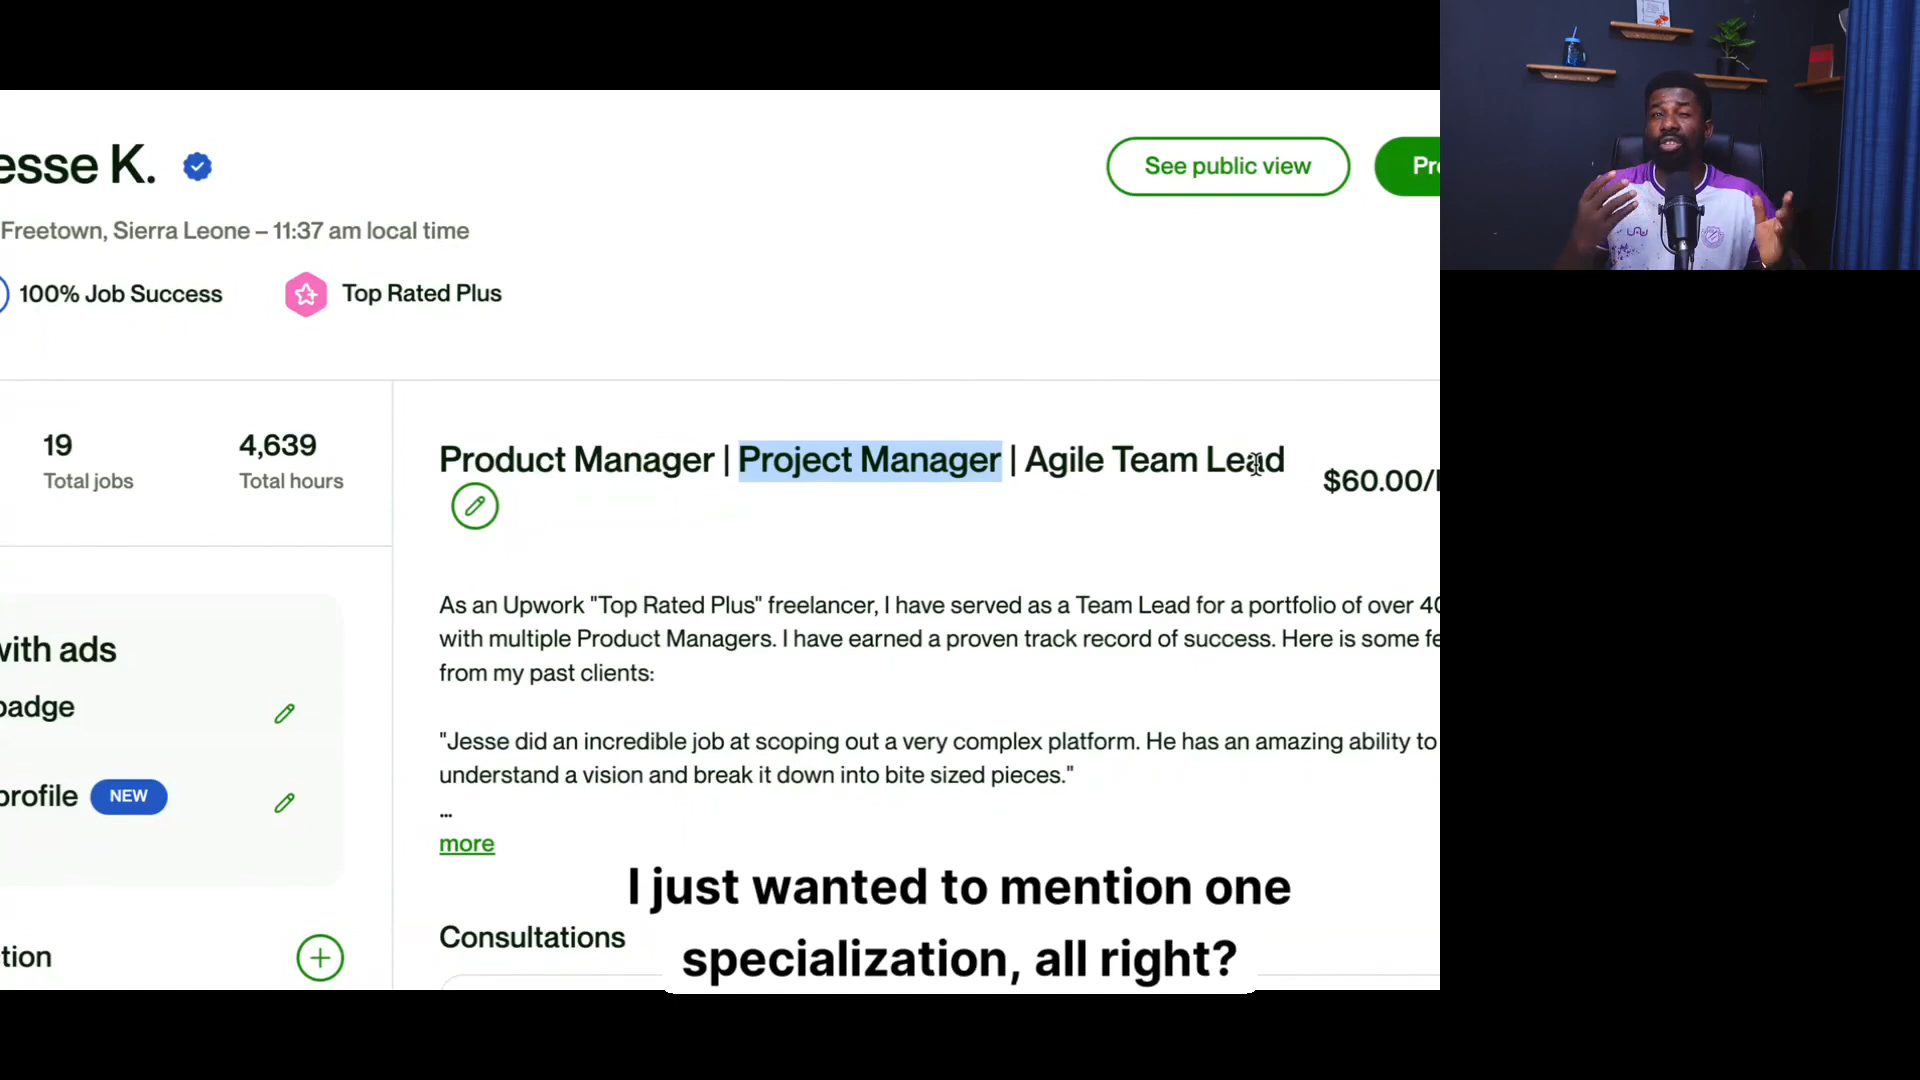 esse K.
See public view
Pr
Freetown, Sierra Leone – 11:37 am local time
100% Job Success
Top Rated Plus
19
4,639
Total jobs
Total hours
Product Manager | Project Manager | Agile Team Lead
$60.00/
As an Upwork "Top Rated Plus" freelancer, I have served as a Team Lead for a portfolio of over 40
with multiple Product Managers. I have earned a proven track record of success. Here is some fe
from my past clients:
with ads
badge
"Jesse did an incredible job at scoping out a very complex platform. He has an amazing ability to
understand a vision and break it down into bite sized pieces."
...
more
profile NEW
Consultations
tion
I just wanted to mention one
specialization, all right?